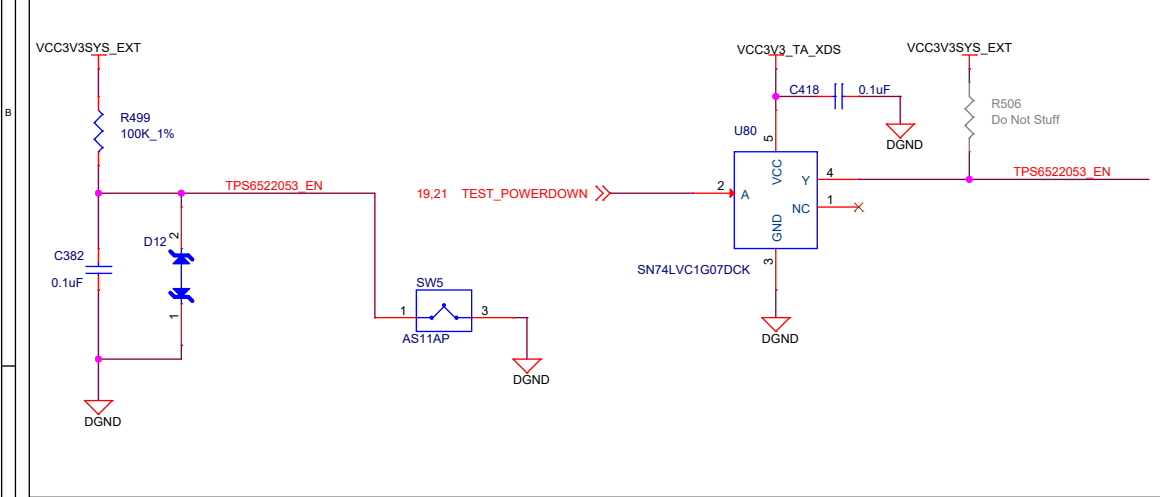 B
VCC3V3SYS_EXT
R499
100K_1%
TPS6522053_EN
C382
0.1uF
D12
2
1
DGND
SW5
1
3
AS11AP
DGND
VCC3V3_TA_XDS
C418
0.1uF
DGND
U80
5
VCC
19,21 TEST_POWERDOWN
2
A
Y
4
NC
1
GND
3
SN74LVC1G07DCK
DGND
VCC3V3SYS_EXT
R506
Do Not Stuff
TPS6522053_EN